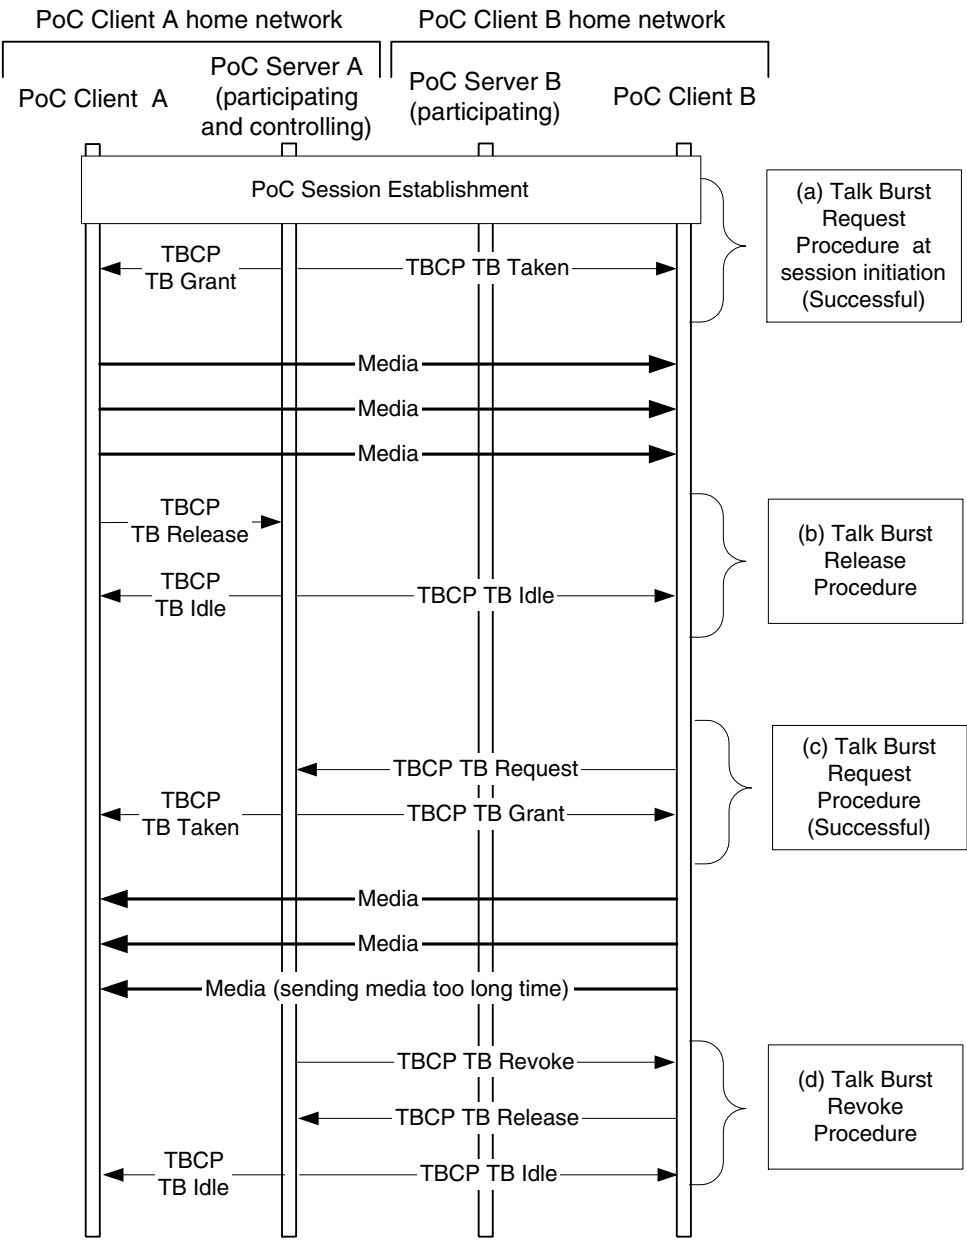 PoC Client A home network
PoC Client B home network
PoC Client A
PoC Server A
(participating
and controlling)
PoC Server B
(participating)
PoC Client B
PoC Session Establishment
(a) Talk Burst
Request
Procedure at
session initiation
(Successful)
TBCP
TB Grant
TBCP TB Taken
Media
Media
Media
TBCP
TB Release
(b) Talk Burst
Release
Procedure
TBCP
TB Idle
TBCP TB Idle
TBCP TB Request
(c) Talk Burst
Request
Procedure
(Successful)
TBCP
TB Taken
TBCP TB Grant
Media
Media
Media (sending media too long time)
TBCP TB Revoke
(d) Talk Burst
Revoke
Procedure
TBCP TB Release
TBCP
TB Idle
TBCP TB Idle